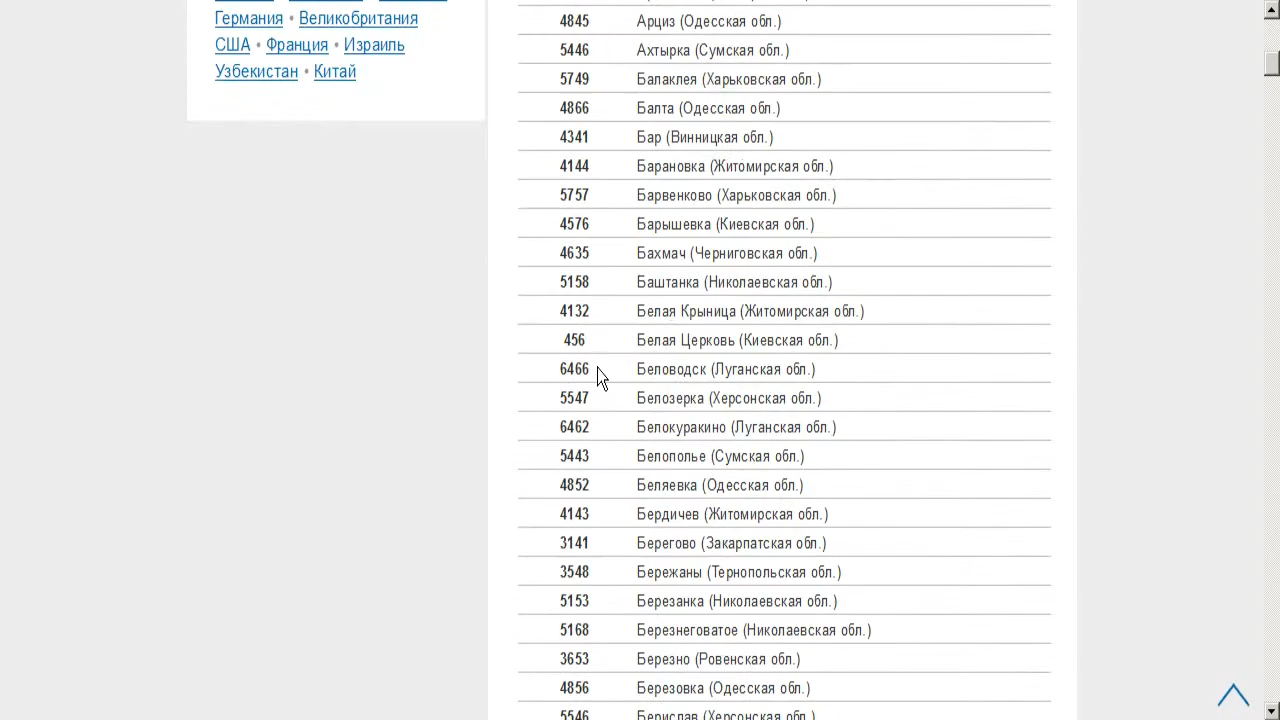 Германия • Великобритания
США • Франция • Израиль
Узбекистан • Китай
4845 Арциз (Одесская обл.)
5446 Ахтырка (Сумская обл.)
5749 Балаклея (Харьковская обл.)
4866 Балта (Одесская обл.)
4341 Бар (Винницкая обл.)
4144 Барановка (Житомирская обл.)
5757 Барвенково (Харьковская обл.)
4576 Барышевка (Киевская обл.)
4635 Бахмач (Черниговская обл.)
5158 Баштанка (Николаевская обл.)
4132 Белая Крыница (Житомирская обл.)
456 Белая Церковь (Киевская обл.)
6466 Беловодск (Луганская обл.)
5547 Белозерка (Херсонская обл.)
6462 Белокуракино (Луганская обл.)
5443 Белополье (Сумская обл.)
4852 Беляевка (Одесская обл.)
4143 Бердичев (Житомирская обл.)
3141 Берегово (Закарпатская обл.)
3548 Бережаны (Тернопольская обл.)
5153 Березанка (Николаевская обл.)
5168 Березнеговатое (Николаевская обл.)
3653 Березно (Ровенская обл.)
4856 Березовка (Одесская обл.)
5546 Берислав (Херсонская обл.)